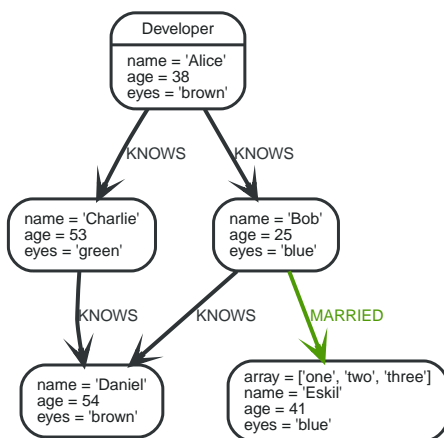 Developer
name = 'Alice'
age = 38
eyes = 'brown'
KNOWS
KNOWS
name = 'Charlie'
age = 53
eyes = 'green'
name = 'Bob'
age = 25
eyes = 'blue'
KNOWS
KNOWS
MARRIED
name = 'Daniel'
age = 54
eyes = 'brown'
array = ['one', 'two', 'three']
name = 'Eskil'
age = 41
eyes = 'blue'